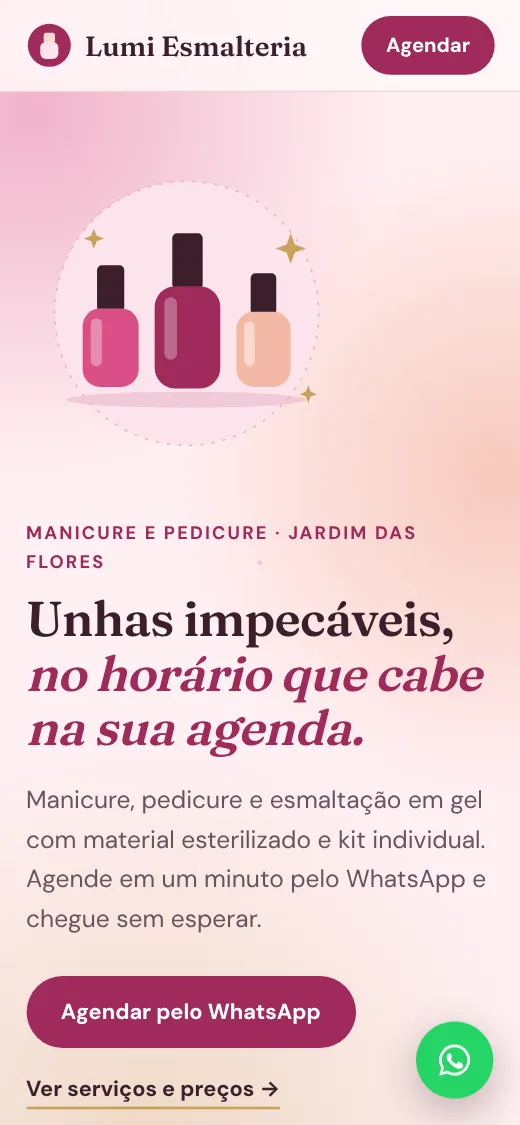 Lumi Esmalteria
Agendar
MANICURE E PEDICURE · JARDIM DAS
FLORES
Unhas impecáveis,
no horário que cabe
na sua agenda.
Manicure, pedicure e esmaltação em gel
com material esterilizado e kit individual.
Agende em um minuto pelo WhatsApp e
chegue sem esperar.
Agendar pelo WhatsApp
Ver serviços e preços →